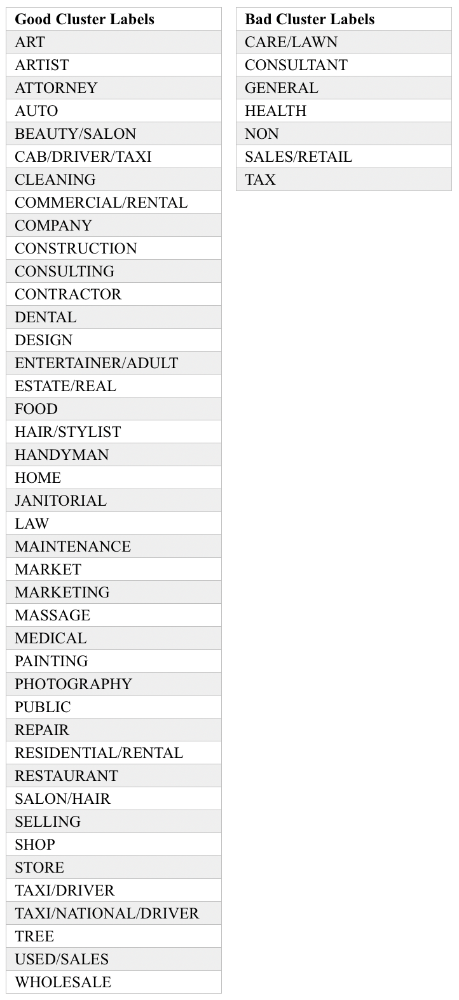 Good Cluster Labels
ART
ARTIST
ATTORNEY
AUTO
BEAUTY/SALON
CAB/DRIVER/TAXI
CLEANING
COMMERCIAL/RENTAL
COMPANY
CONSTRUCTION
CONSULTING
CONTRACTOR
DENTAL
DESIGN
ENTERTAINER/ADULT
ESTATE/REAL
FOOD
HAIR/STYLIST
HANDYMAN
HOME
JANITORIAL
LAW
MAINTENANCE
MARKET
MARKETING
MASSAGE
MEDICAL
PAINTING
PHOTOGRAPHY
PUBLIC
REPAIR
RESIDENTIAL/RENTAL
RESTAURANT
SALON/HAIR
SELLING
SHOP
STORE
TAXI/DRIVER
TAXI/NATIONAL/DRIVER
TREE
USED/SALES
WHOLESALE
Bad Cluster Labels
CARE/LAWN
CONSULTANT
GENERAL
HEALTH
NON
SALES/RETAIL
TAX